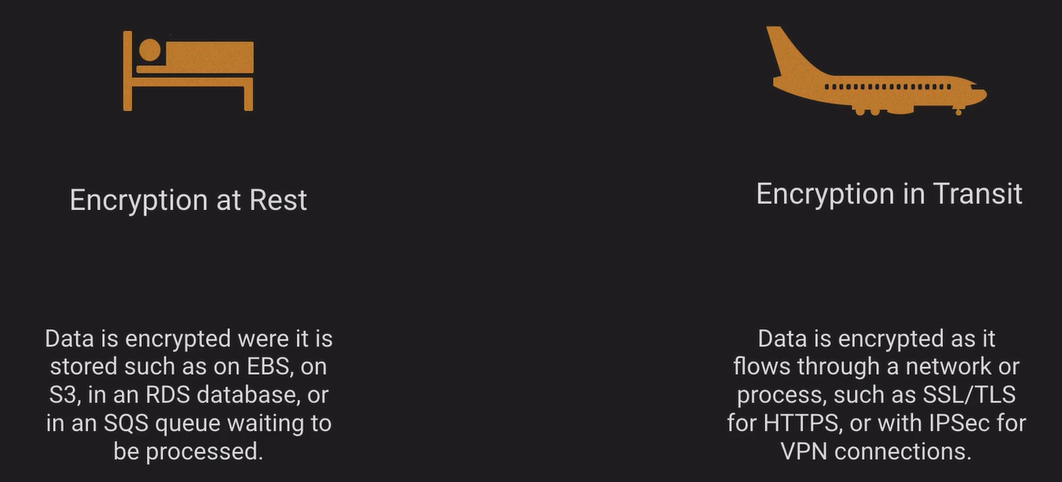 Encryption at Rest
Data is encrypted were it is
stored such as on EBS, on
S3, in an RDS database, or
in an SQS queue waiting to
be processed.
Encryption in Transit
Data is encrypted as it
flows through a network or
process, such as SSL/TLS
for HTTPS, or with IPSec for
VPN connections.